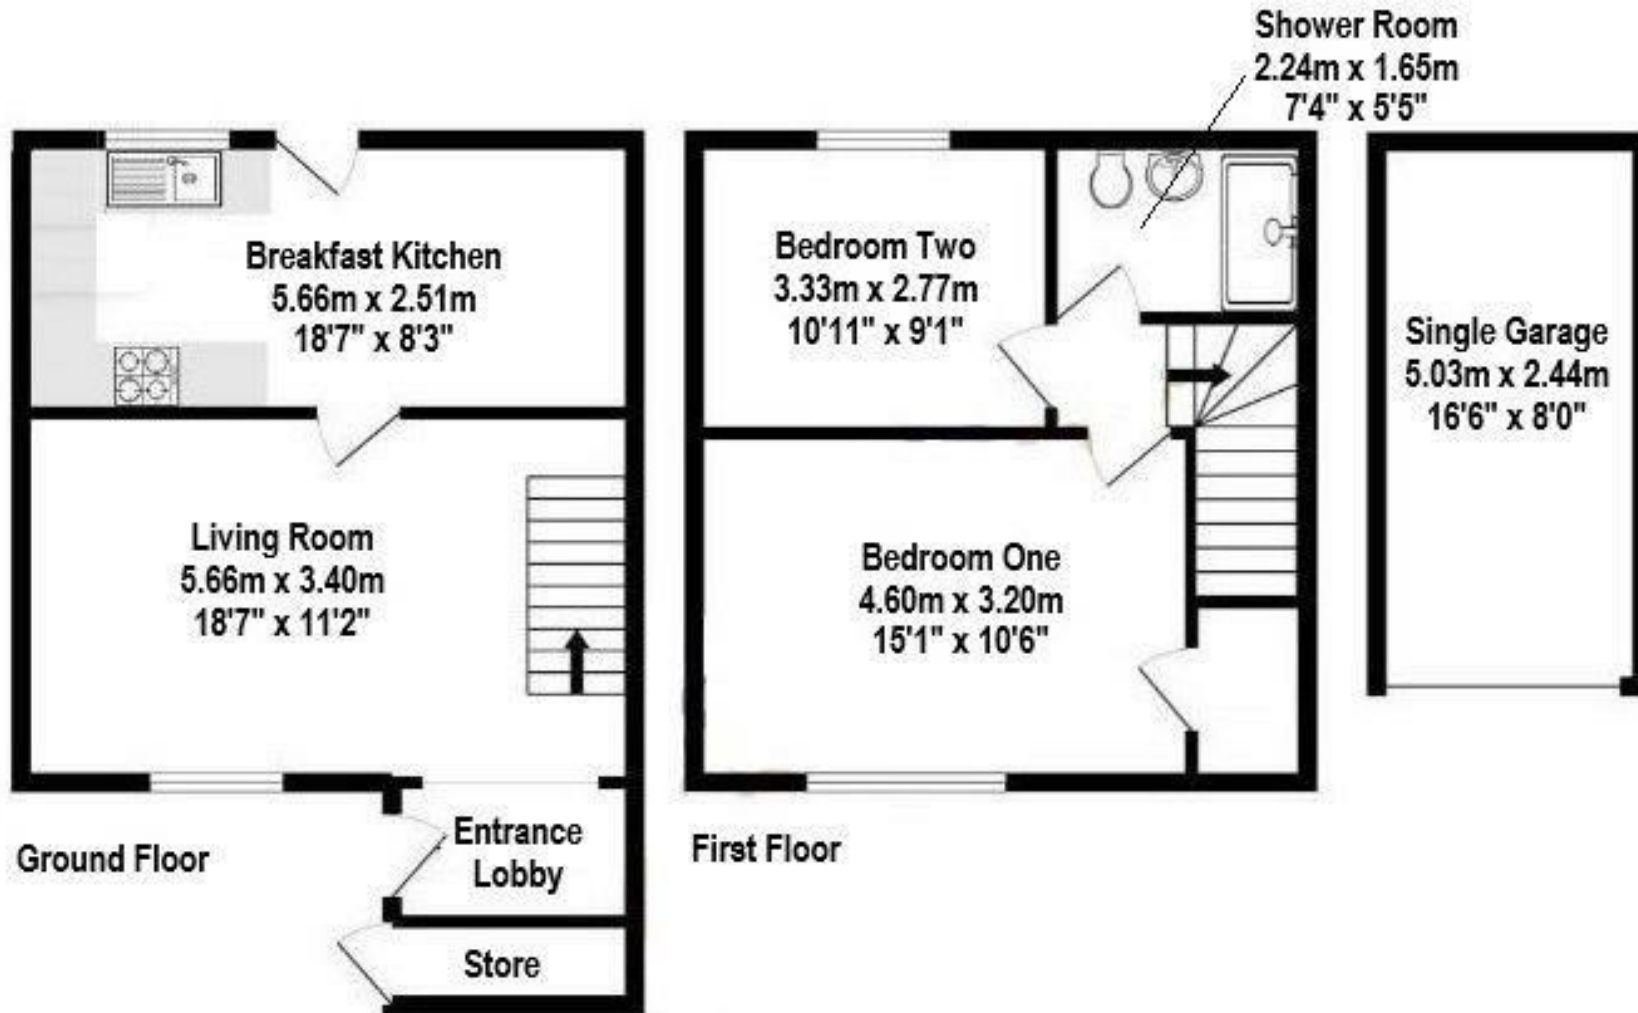 Shower Room
2.24m x 1.65m
7'4" x 5'5"
Breakfast Kitchen
5.66m x 2.51m
18'7" x 8'3"
Living Room
5.66m x 3.40m
18'7" x 11'2"
Entrance
Lobby
Store
Ground Floor
Bedroom Two
3.33m x 2.77m
10'11" x 9'1"
Bedroom One
4.60m x 3.20m
15'1" x 10'6"
First Floor
Single Garage
5.03m x 2.44m
16'6" x 8'0"